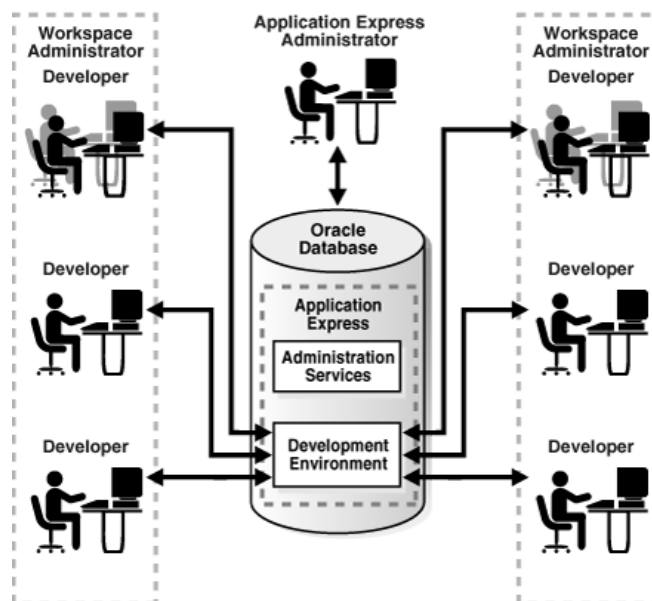 Workspace
Administrator
Developer
Developer
Developer
Application Express
Administrator
Oracle
Database
Application
Express
Administration
Services
Development
Environment
Workspace
Administrator
Developer
Developer
Developer